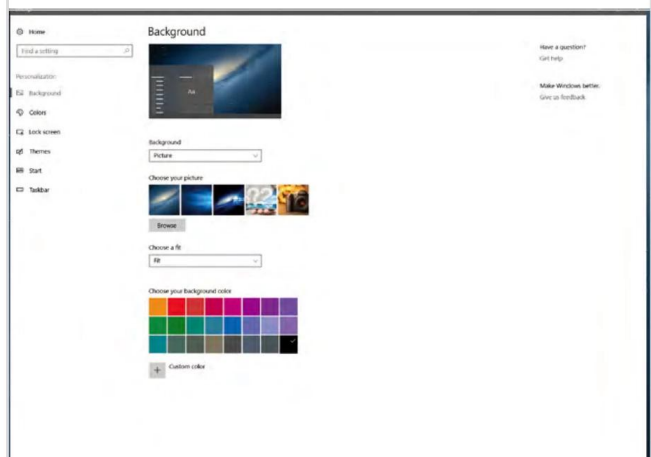 Home
Find a setting
Personalization
Background
Colors
Lock screen
Themes
Start
Taskbar
Background
Aa
Background
Picture
Choose your picture
Browse
Choose a fit
Fit
Choose your background color
Custom color
Have a question?
Get help
Make Windows better.
Give us feedback